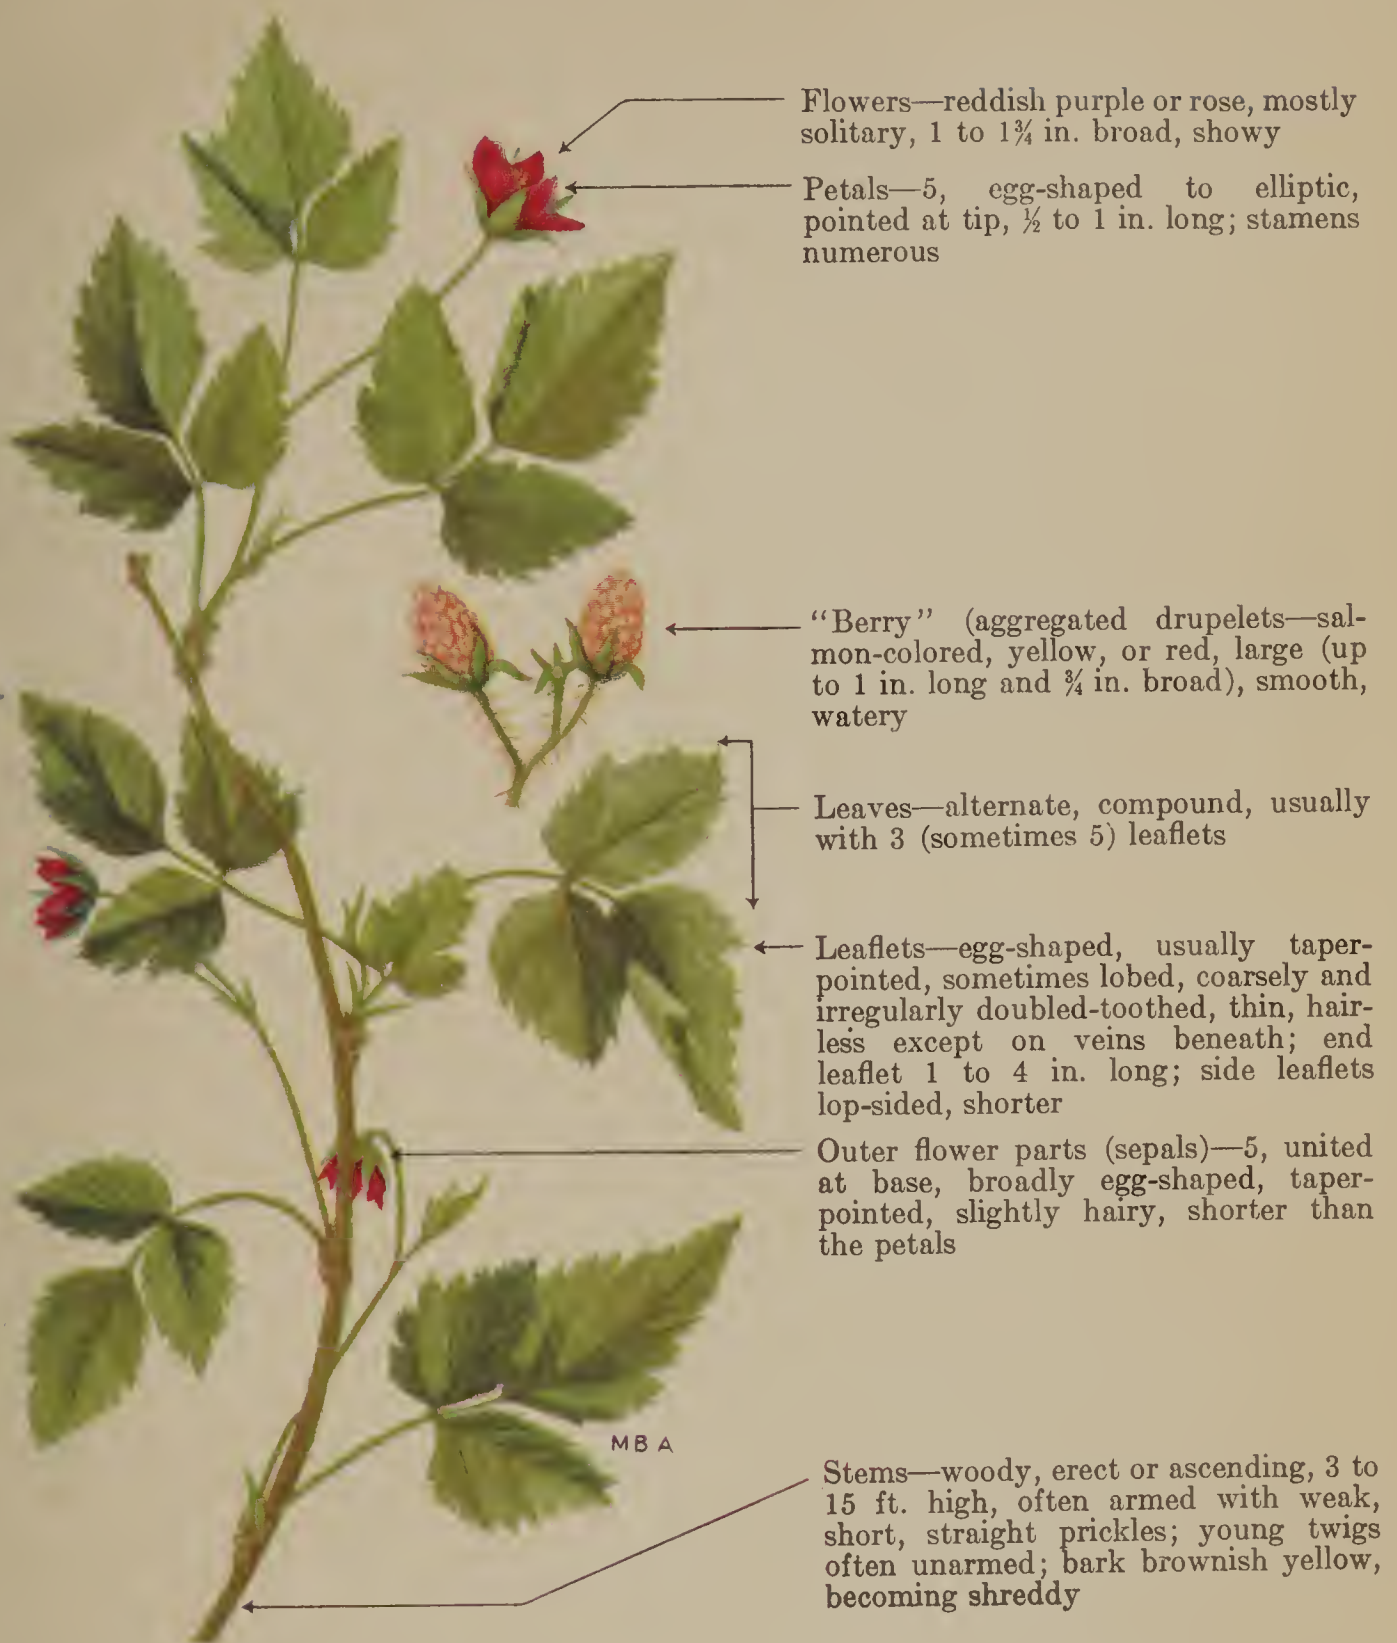 Flowers—reddish purple or rose, mostly
solitary, 1 to 1¾ in. broad, showy
Petals—5, egg-shaped to elliptic,
pointed at tip, ½ to 1 in. long; stamens
numerous
“Berry” (aggregated drupelets—sal-
mon-colored, yellow, or red, large (up
to 1 in. long and ¾ in. broad), smooth,
watery
Leaves—alternate, compound, usually
with 3 (sometimes 5) leaflets
Leaflets—egg-shaped, usually taper-
pointed, sometimes lobed, coarsely and
irregularly doubled-toothed, thin, hair-
less except on veins beneath; end
leaflet 1 to 4 in. long; side leaflets
lop-sided, shorter
Outer flower parts (sepals)—5, united
at base, broadly egg-shaped, taper-
pointed, slightly hairy, shorter than
the petals
MBA
Stems—woody, erect or ascending, 3 to
15 ft. high, often armed with weak,
short, straight prickles; young twigs
often unarmed; bark brownish yellow,
becoming shreddy